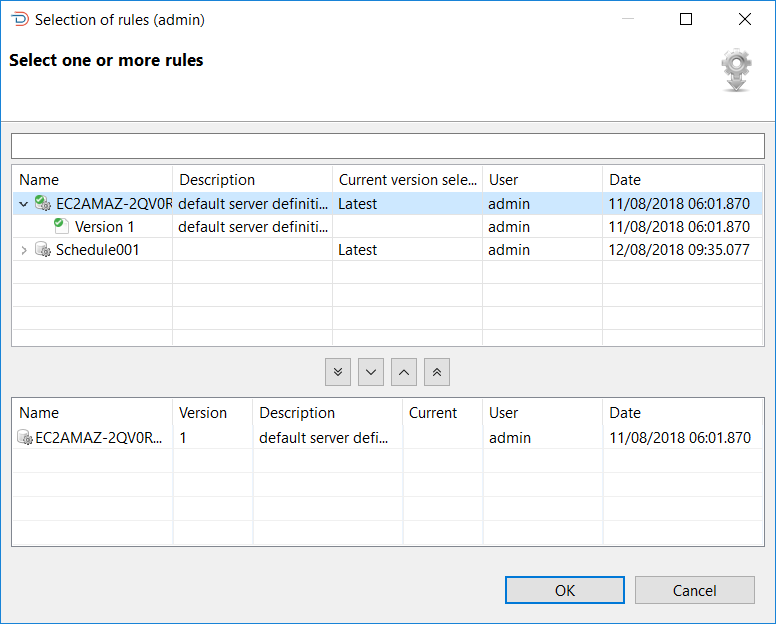 Selection of rules (admin)
Select one or more rules
Name Description Current version sele... User Date
EC2AMAZ-2QV0R default server definiti... Latest admin 11/08/2018 06:01.870
Version 1 default server definiti... admin 11/08/2018 06:01.870
Schedule001 Latest admin 12/08/2018 09:35.077
Name Version Description Current User Date
EC2AMAZ-2QV0R... 1 default server defi... admin 11/08/2018 06:01.870
OK Cancel